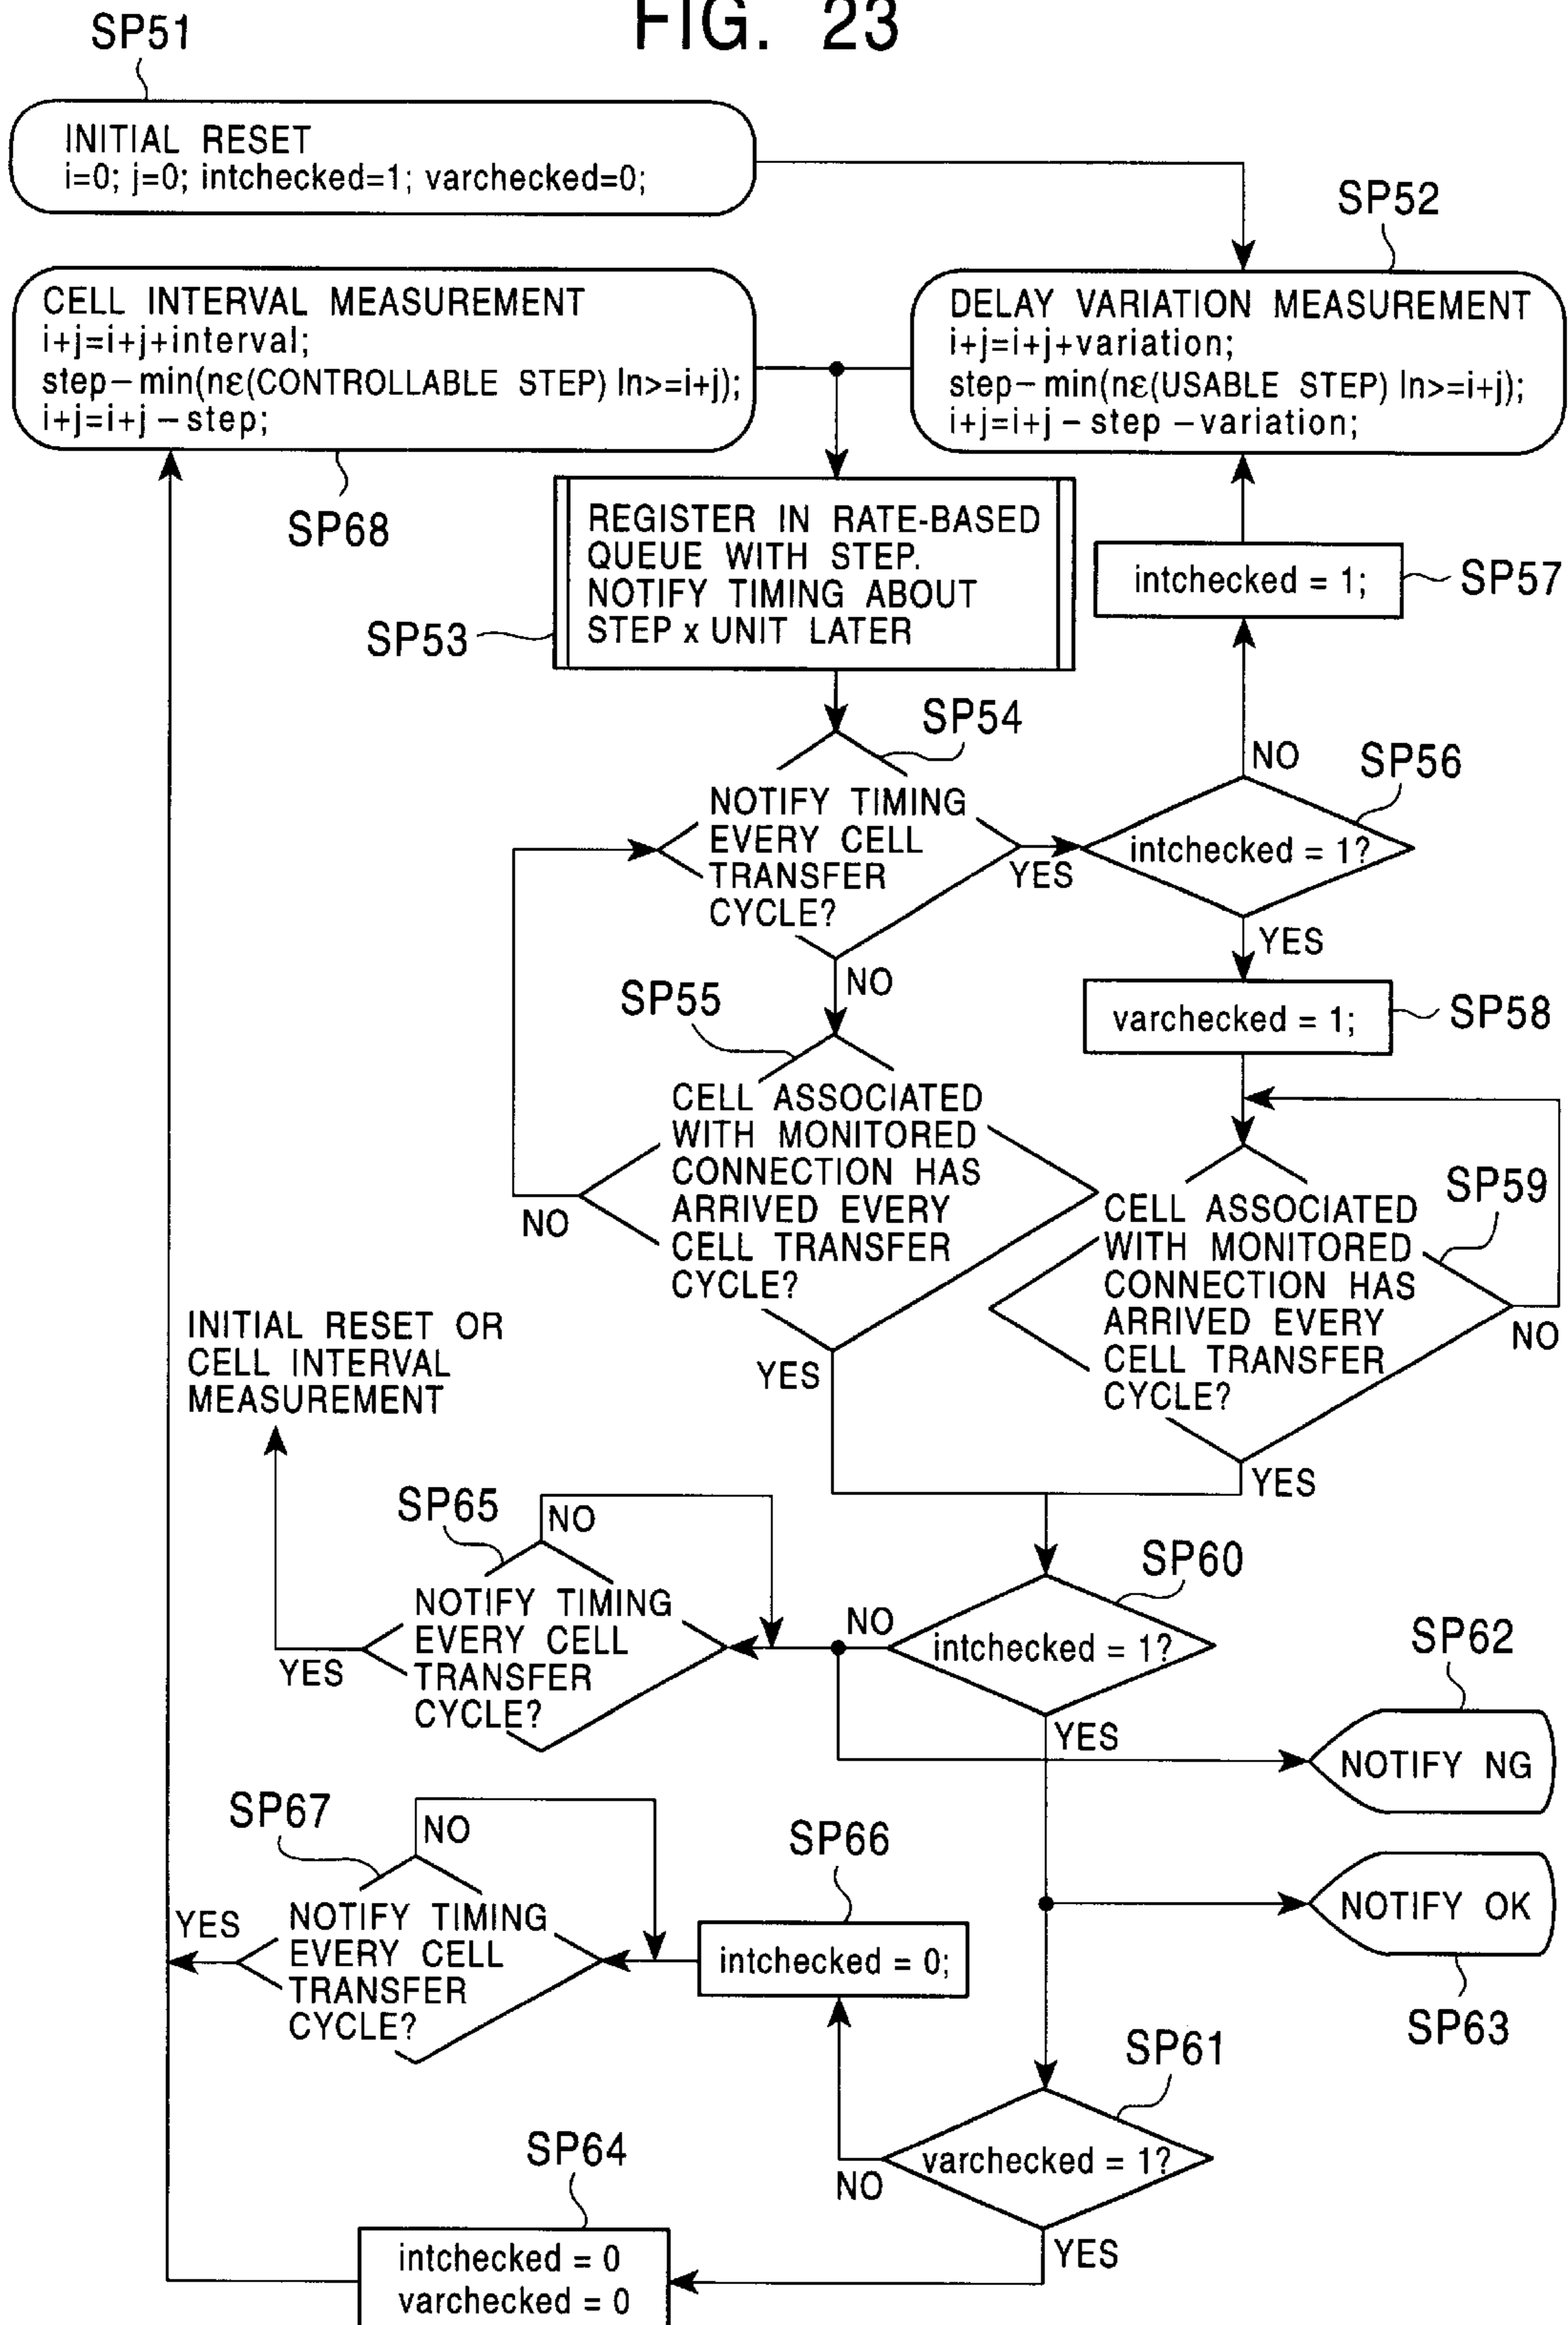 FIG. 23
SP51
INITIAL RESET
i=0; j=0; intchecked=1; varchecked=0;
SP52
CELL INTERVAL MEASUREMENT
i+j=i+j+interval;
step-min(nε(CONTROLLABLE STEP) ln>=i+j);
i+j=i+j - step;
DELAY VARIATION MEASUREMENT
i+j=i+j+variation;
step-min(nε(USABLE STEP) ln>=i+j);
i+j=i+j - step -variation;
SP68
REGISTER IN RATE-BASED
QUEUE WITH STEP.
NOTIFY TIMING ABOUT
STEP x UNIT LATER
SP53
intchecked = 1;
SP57
SP54
NOTIFY TIMING
EVERY CELL
TRANSFER
CYCLE?
YES
NO
NO
SP56
intchecked = 1?
YES
varchecked = 1;
SP58
SP55
CELL ASSOCIATED
WITH MONITORED
CONNECTION HAS
ARRIVED EVERY
CELL TRANSFER
CYCLE?
NO
YES
SP59
CELL ASSOCIATED
WITH MONITORED
CONNECTION HAS
ARRIVED EVERY
CELL TRANSFER
CYCLE?
NO
YES
INITIAL RESET OR
CELL INTERVAL
MEASUREMENT
SP65
NO
NOTIFY TIMING
EVERY CELL
TRANSFER
CYCLE?
YES
SP60
NO
intchecked = 1?
YES
SP62
NOTIFY NG
SP67
NO
YES
NOTIFY TIMING
EVERY CELL
TRANSFER
CYCLE?
SP66
intchecked = 0;
NOTIFY OK
SP63
SP61
varchecked = 1?
NO
YES
SP64
intchecked = 0
varchecked = 0